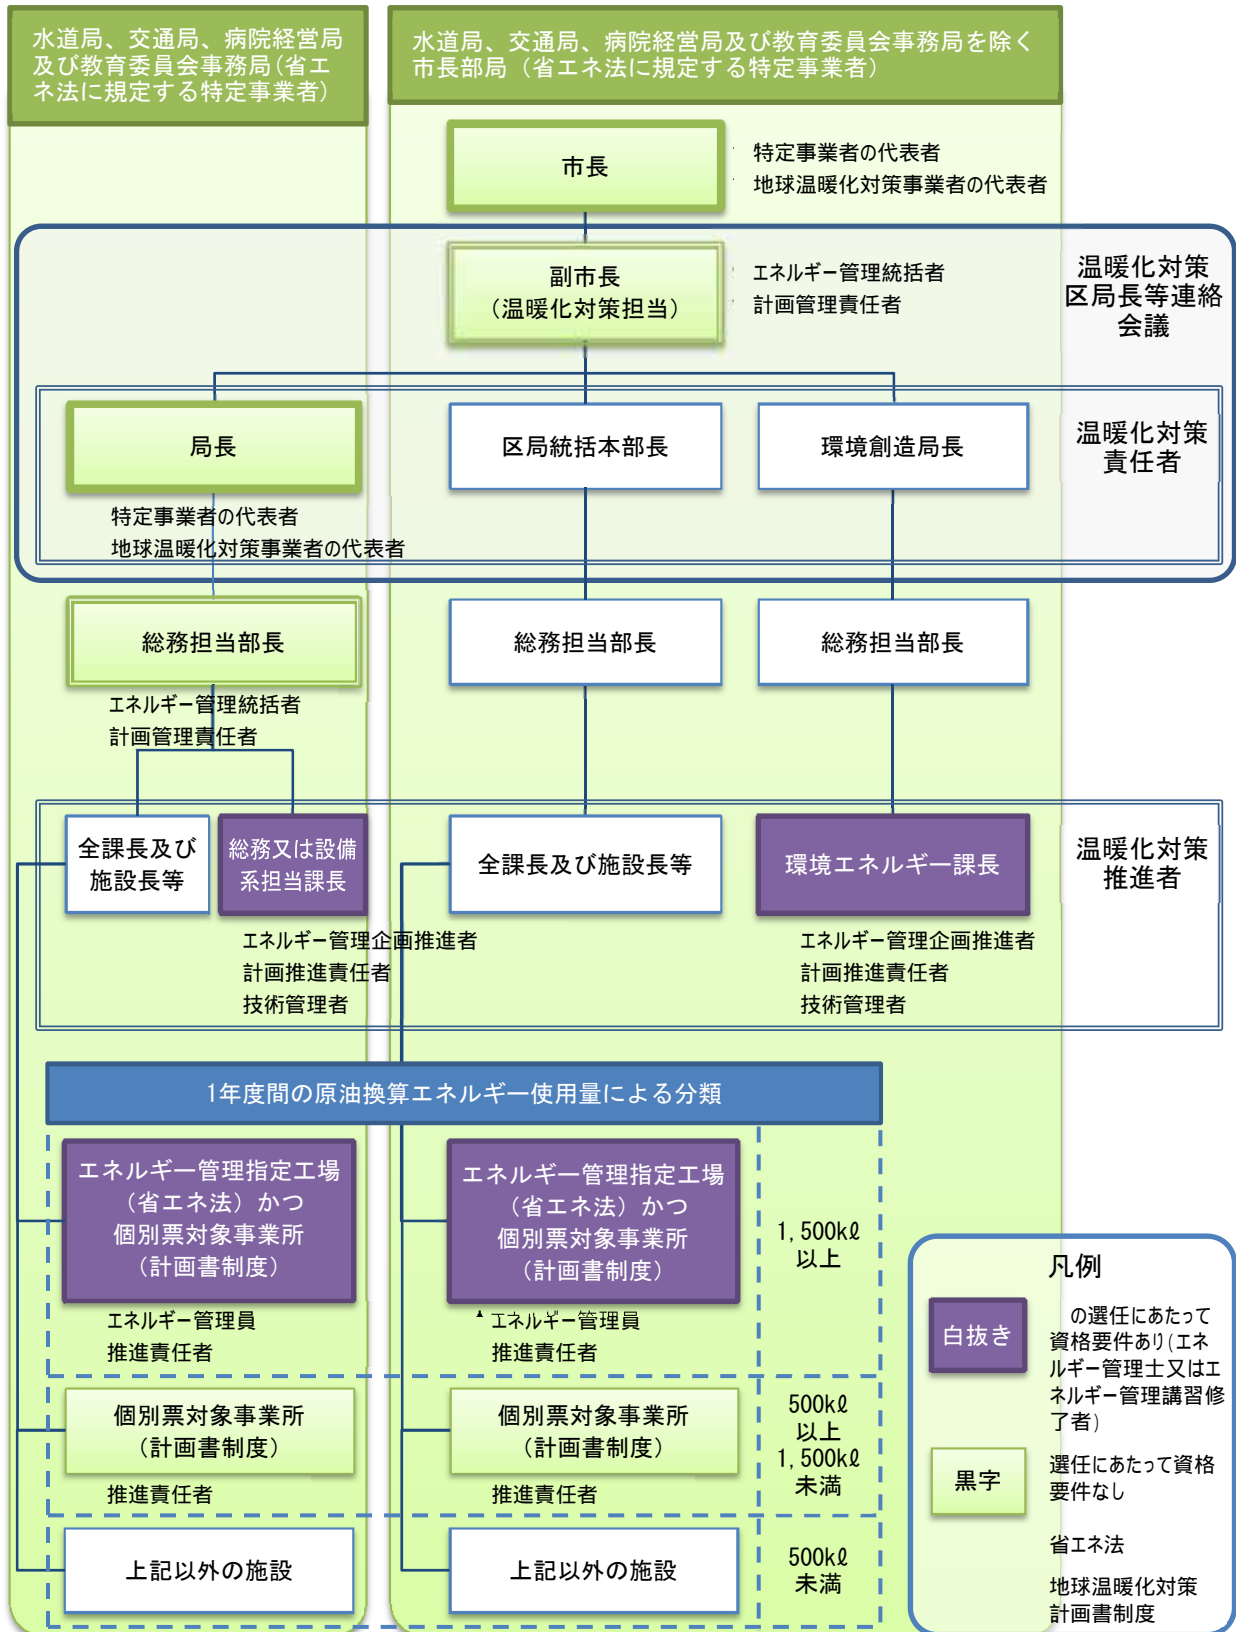 水道局、交通局、病院経営局
及び教育委員会事務局(省エ
ネ法に規定する特定事業者)
水道局、交通局、病院経営局及び教育委員会事務局を除く
市長部局（省エネ法に規定する特定事業者）
市長
特定事業者の代表者
地球温暖化対策事業者の代表者
副市長
（温暖化対策担当）
エネルギー管理統括者
計画管理責任者
温暖化対策
区局長等連絡
会議
局長
区局統括本部長
環境創造局長
温暖化対策
責任者
特定事業者の代表者
地球温暖化対策事業者の代表者
総務担当部長
総務担当部長
総務担当部長
エネルギー管理統括者
計画管理責任者
全課長及び
施設長等
総務又は設備
系担当課長
全課長及び施設長等
環境エネルギー課長
温暖化対策
推進者
エネルギー管理企画推進者
計画推進責任者
技術管理者
エネルギー管理企画推進者
計画推進責任者
技術管理者
1年度間の原油換算エネルギー使用量による分類
エネルギー管理指定工場
（省エネ法）かつ
個別票対象事業所
（計画書制度）
エネルギー管理員
推進責任者
エネルギー管理指定工場
（省エネ法）かつ
個別票対象事業所
（計画書制度）
エネルギー管理員
推進責任者
1,500kℓ
以上
個別票対象事業所
（計画書制度）
推進責任者
個別票対象事業所
（計画書制度）
推進責任者
500kℓ
以上
1,500kℓ
未満
上記以外の施設
上記以外の施設
500kℓ
未満
凡例
白抜き
の選任にあたって
資格要件あり(エネ
ルギー管理士又はエ
ネルギー管理講習修
了者)
黒字
選任にあたって資格
要件なし
省エネ法
地球温暖化対策
計画書制度